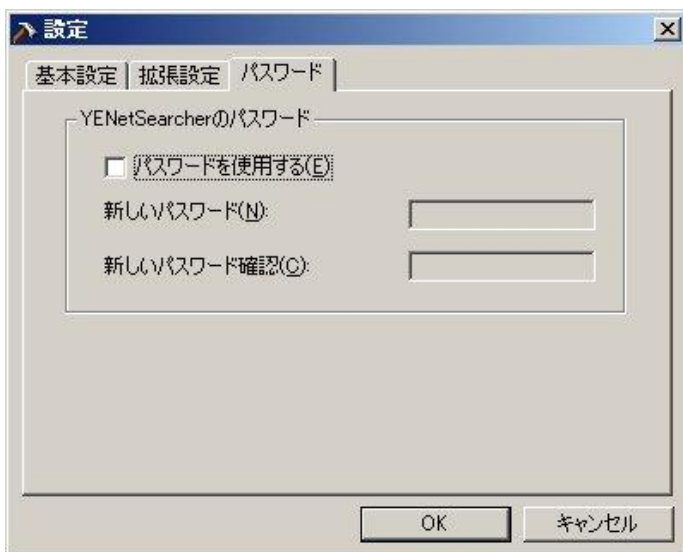 設定
基本設定 拡張設定 パスワード
YENetSearcherのパスワード
パスワードを使用する(E)
新しいパスワード(N):
新しいパスワード確認(C):
OK キャンセル